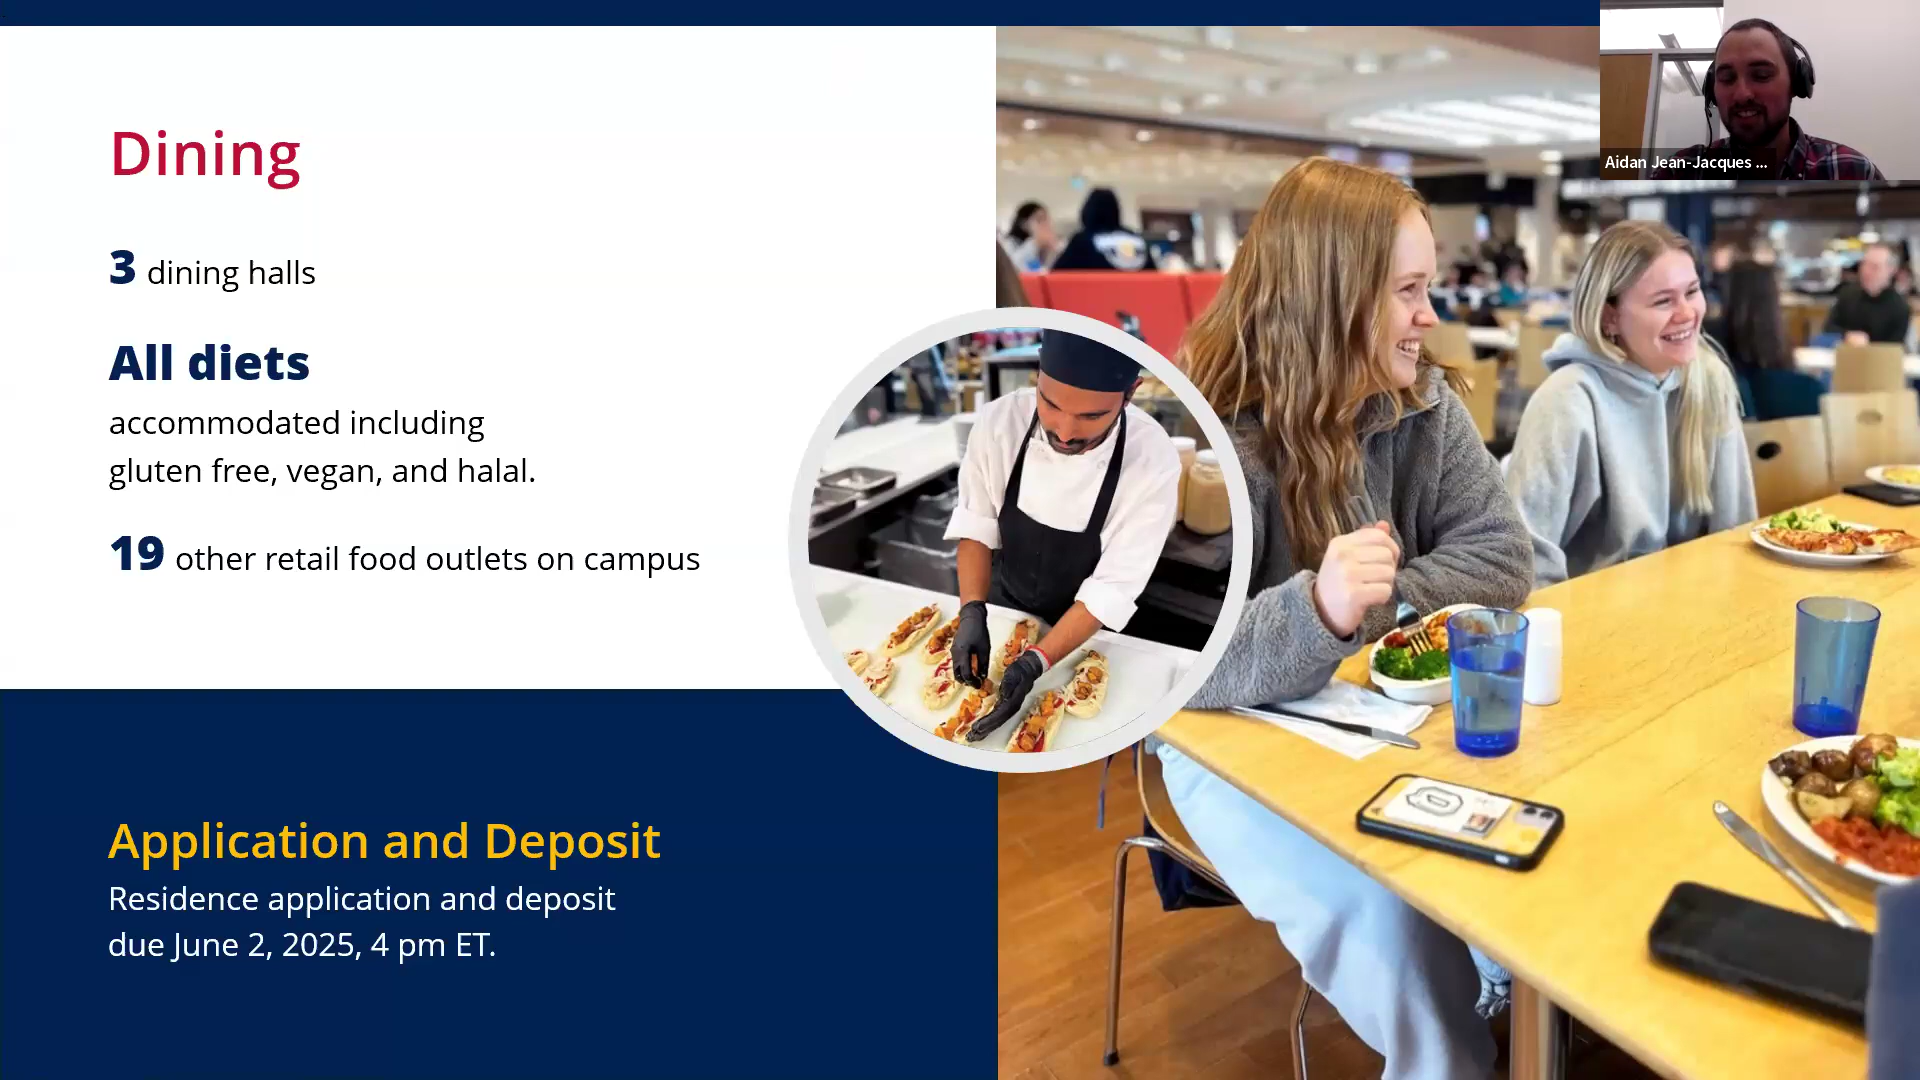 Dining
3 dining halls
All diets
accommodated including
gluten free, vegan, and halal.
19 other retail food outlets on campus
Application and Deposit
Residence application and deposit
due June 2, 2025, 4 pm ET.
Aidan Jean-Jacques ...